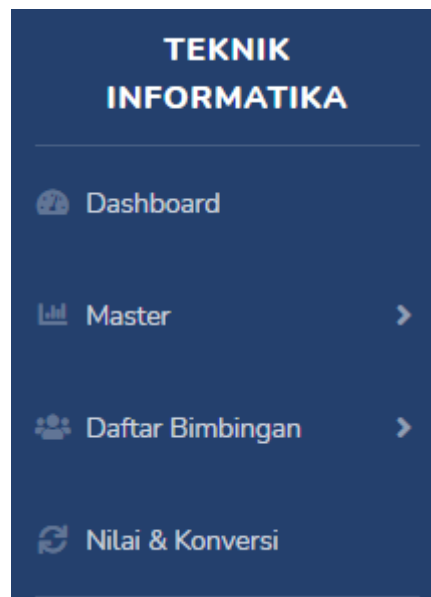 TEKNIK
INFORMATIKA
Dashboard
Master
Daftar Bimbingan
Nilai & Konversi